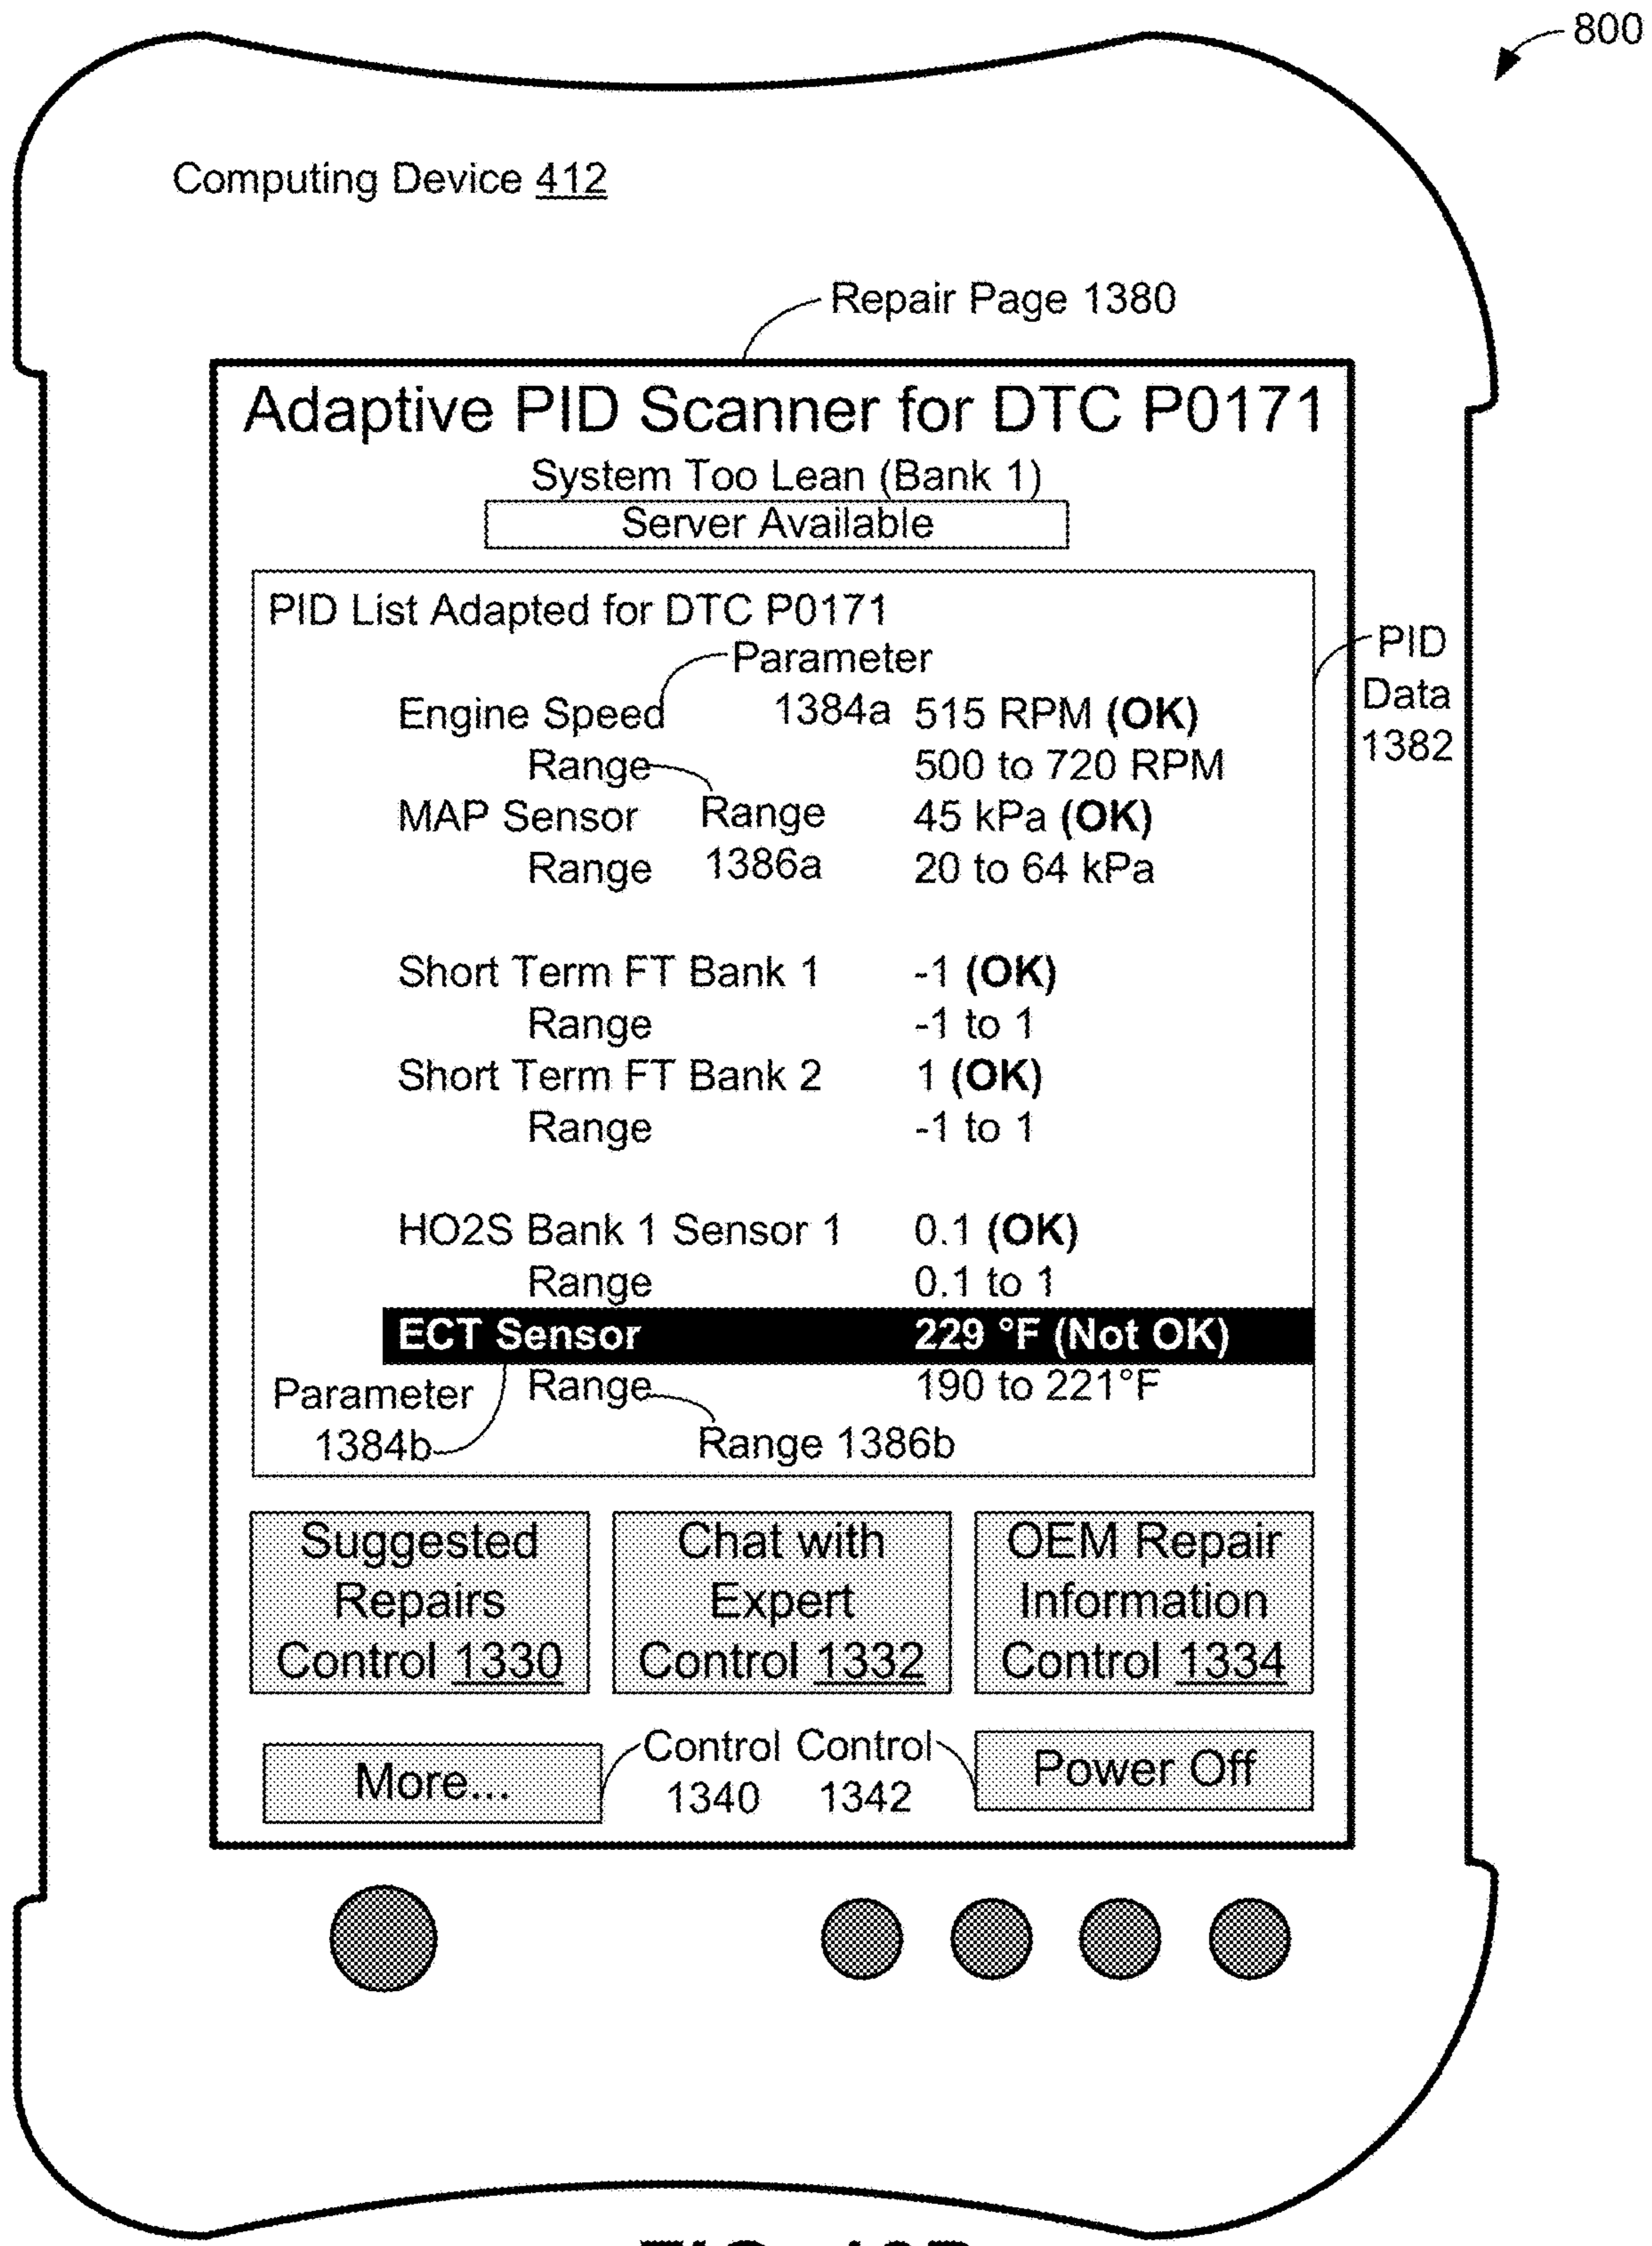 800
Computing Device 412
Repair Page 1380
Adaptive PID Scanner for DTC P0171
System Too Lean (Bank 1)
Server Available
PID List Adapted for DTC P0171
Parameter
1384a
Engine Speed 515 RPM (OK)
Range 500 to 720 RPM
MAP Sensor 45 kPa (OK)
Range 20 to 64 kPa
Range
1386a
PID
Data
1382
Short Term FT Bank 1 -1 (OK)
Range -1 to 1
Short Term FT Bank 2 1 (OK)
Range -1 to 1
HO2S Bank 1 Sensor 1 0.1 (OK)
Range 0.1 to 1
ECT Sensor 229 °F (Not OK)
Range 190 to 221°F
Parameter
1384b
Range 1386b
Suggested
Repairs
Control 1330
Chat with
Expert
Control 1332
OEM Repair
Information
Control 1334
More...
Control
1340
Control
1342
Power Off